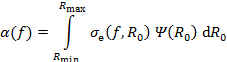 α(f) = ∫_{R_min}^{R_max} σ_e(f, R_0) Ψ(R_0) dR_0